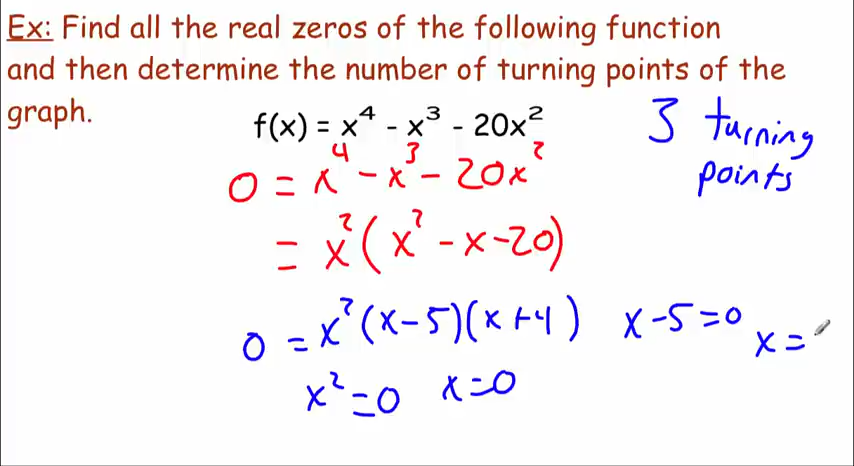 Ex: Find all the real zeros of the following function
and then determine the number of turning points of the
graph.
f(x) = x⁴ - x³ - 20x²
3 turning
points
0 = x⁴ - x³ - 20x²
= x² (x² - x - 20)
0 = x² (x - 5)(x + 4) x - 5 = 0 x =
x² = 0 x = 0